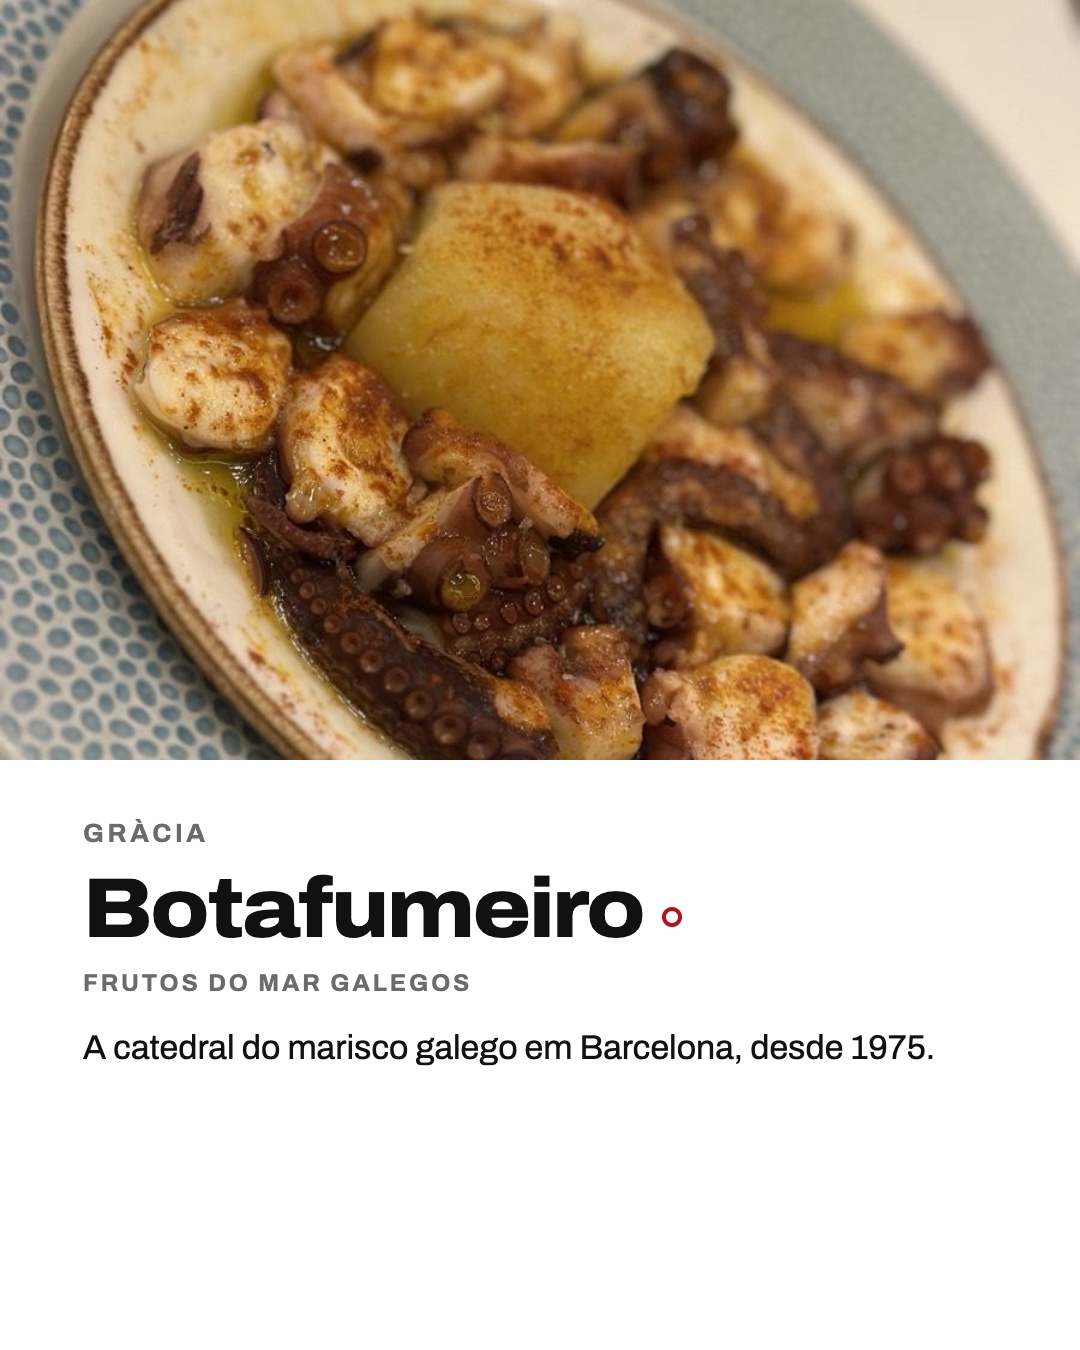 GRÀCIA
Botafumeiro
FRUTOS DO MAR GALEGOS
A catedral do marisco galego em Barcelona, desde 1975.